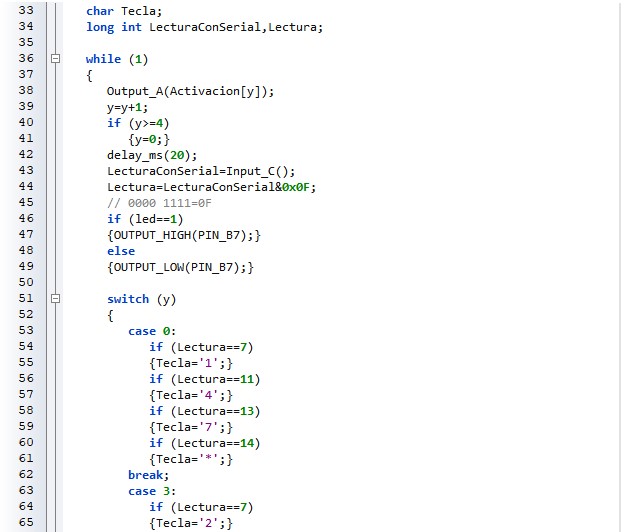 33 char Tecla;
34 long int LecturaConSerial,Lectura;
35
36 while (1)
37 {
38 Output_A(Activacion[y]);
39 y=y+1;
40 if (y>=4)
41 {y=0;}
42 delay_ms(20);
43 LecturaConSerial=Input_C();
44 Lectura=LecturaConSerial&0x0F;
45 // 0000 1111=0F
46 if (led==1)
47 {OUTPUT_HIGH(PIN_B7);}
48 else
49 {OUTPUT_LOW(PIN_B7);}
50
51 switch (y)
52 {
53 case 0:
54 if (Lectura==7)
55 {Tecla='1';}
56 if (Lectura==11)
57 {Tecla='4';}
58 if (Lectura==13)
59 {Tecla='7';}
60 if (Lectura==14)
61 {Tecla='*';}
62 break;
63 case 3:
64 if (Lectura==7)
65 {Tecla='2';}